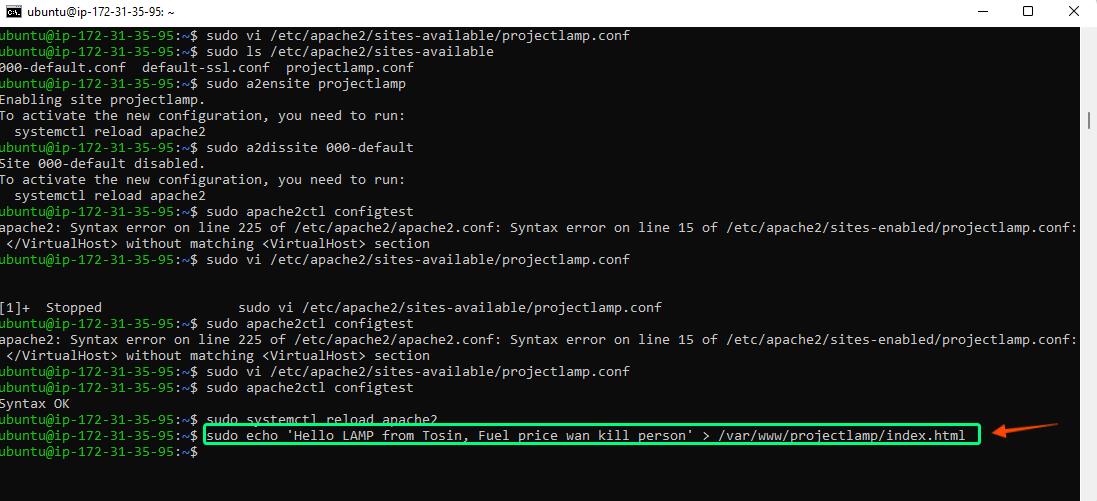 ubuntu@ip-172-31-35-95: ~
ubuntu@ip-172-31-35-95:~$ sudo vi /etc/apache2/sites-available/projectlamp.conf
ubuntu@ip-172-31-35-95:~$ sudo ls /etc/apache2/sites-available
000-default.conf  default-ssl.conf  projectlamp.conf
ubuntu@ip-172-31-35-95:~$ sudo a2ensite projectlamp
Enabling site projectlamp.
To activate the new configuration, you need to run:
  systemctl reload apache2
ubuntu@ip-172-31-35-95:~$ sudo a2dissite 000-default
Site 000-default disabled.
To activate the new configuration, you need to run:
  systemctl reload apache2
ubuntu@ip-172-31-35-95:~$ sudo apache2ctl configtest
apache2: Syntax error on line 225 of /etc/apache2/apache2.conf: Syntax error on line 15 of /etc/apache2/sites-enabled/projectlamp.conf:
 </VirtualHost> without matching <VirtualHost> section
ubuntu@ip-172-31-35-95:~$ sudo vi /etc/apache2/sites-available/projectlamp.conf
[1]+  Stopped                 sudo vi /etc/apache2/sites-available/projectlamp.conf
ubuntu@ip-172-31-35-95:~$ sudo apache2ctl configtest
apache2: Syntax error on line 225 of /etc/apache2/apache2.conf: Syntax error on line 15 of /etc/apache2/sites-enabled/projectlamp.conf:
 </VirtualHost> without matching <VirtualHost> section
ubuntu@ip-172-31-35-95:~$ sudo vi /etc/apache2/sites-available/projectlamp.conf
ubuntu@ip-172-31-35-95:~$ sudo apache2ctl configtest
Syntax OK
ubuntu@ip-172-31-35-95:~$ sudo systemctl reload apache2
ubuntu@ip-172-31-35-95:~$ sudo echo 'Hello LAMP from Tosin, Fuel price wan kill person' > /var/www/projectlamp/index.html
ubuntu@ip-172-31-35-95:~$